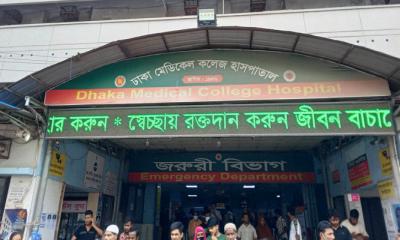 ঢাকা মেডিকেল কলেজ হাসপাতাল
Dhaka Medical College Hospital
র করুন * স্বেচ্ছায় রক্তদান করুন জীবন বাচা
জরুরী বিভাগ
Emergency Department